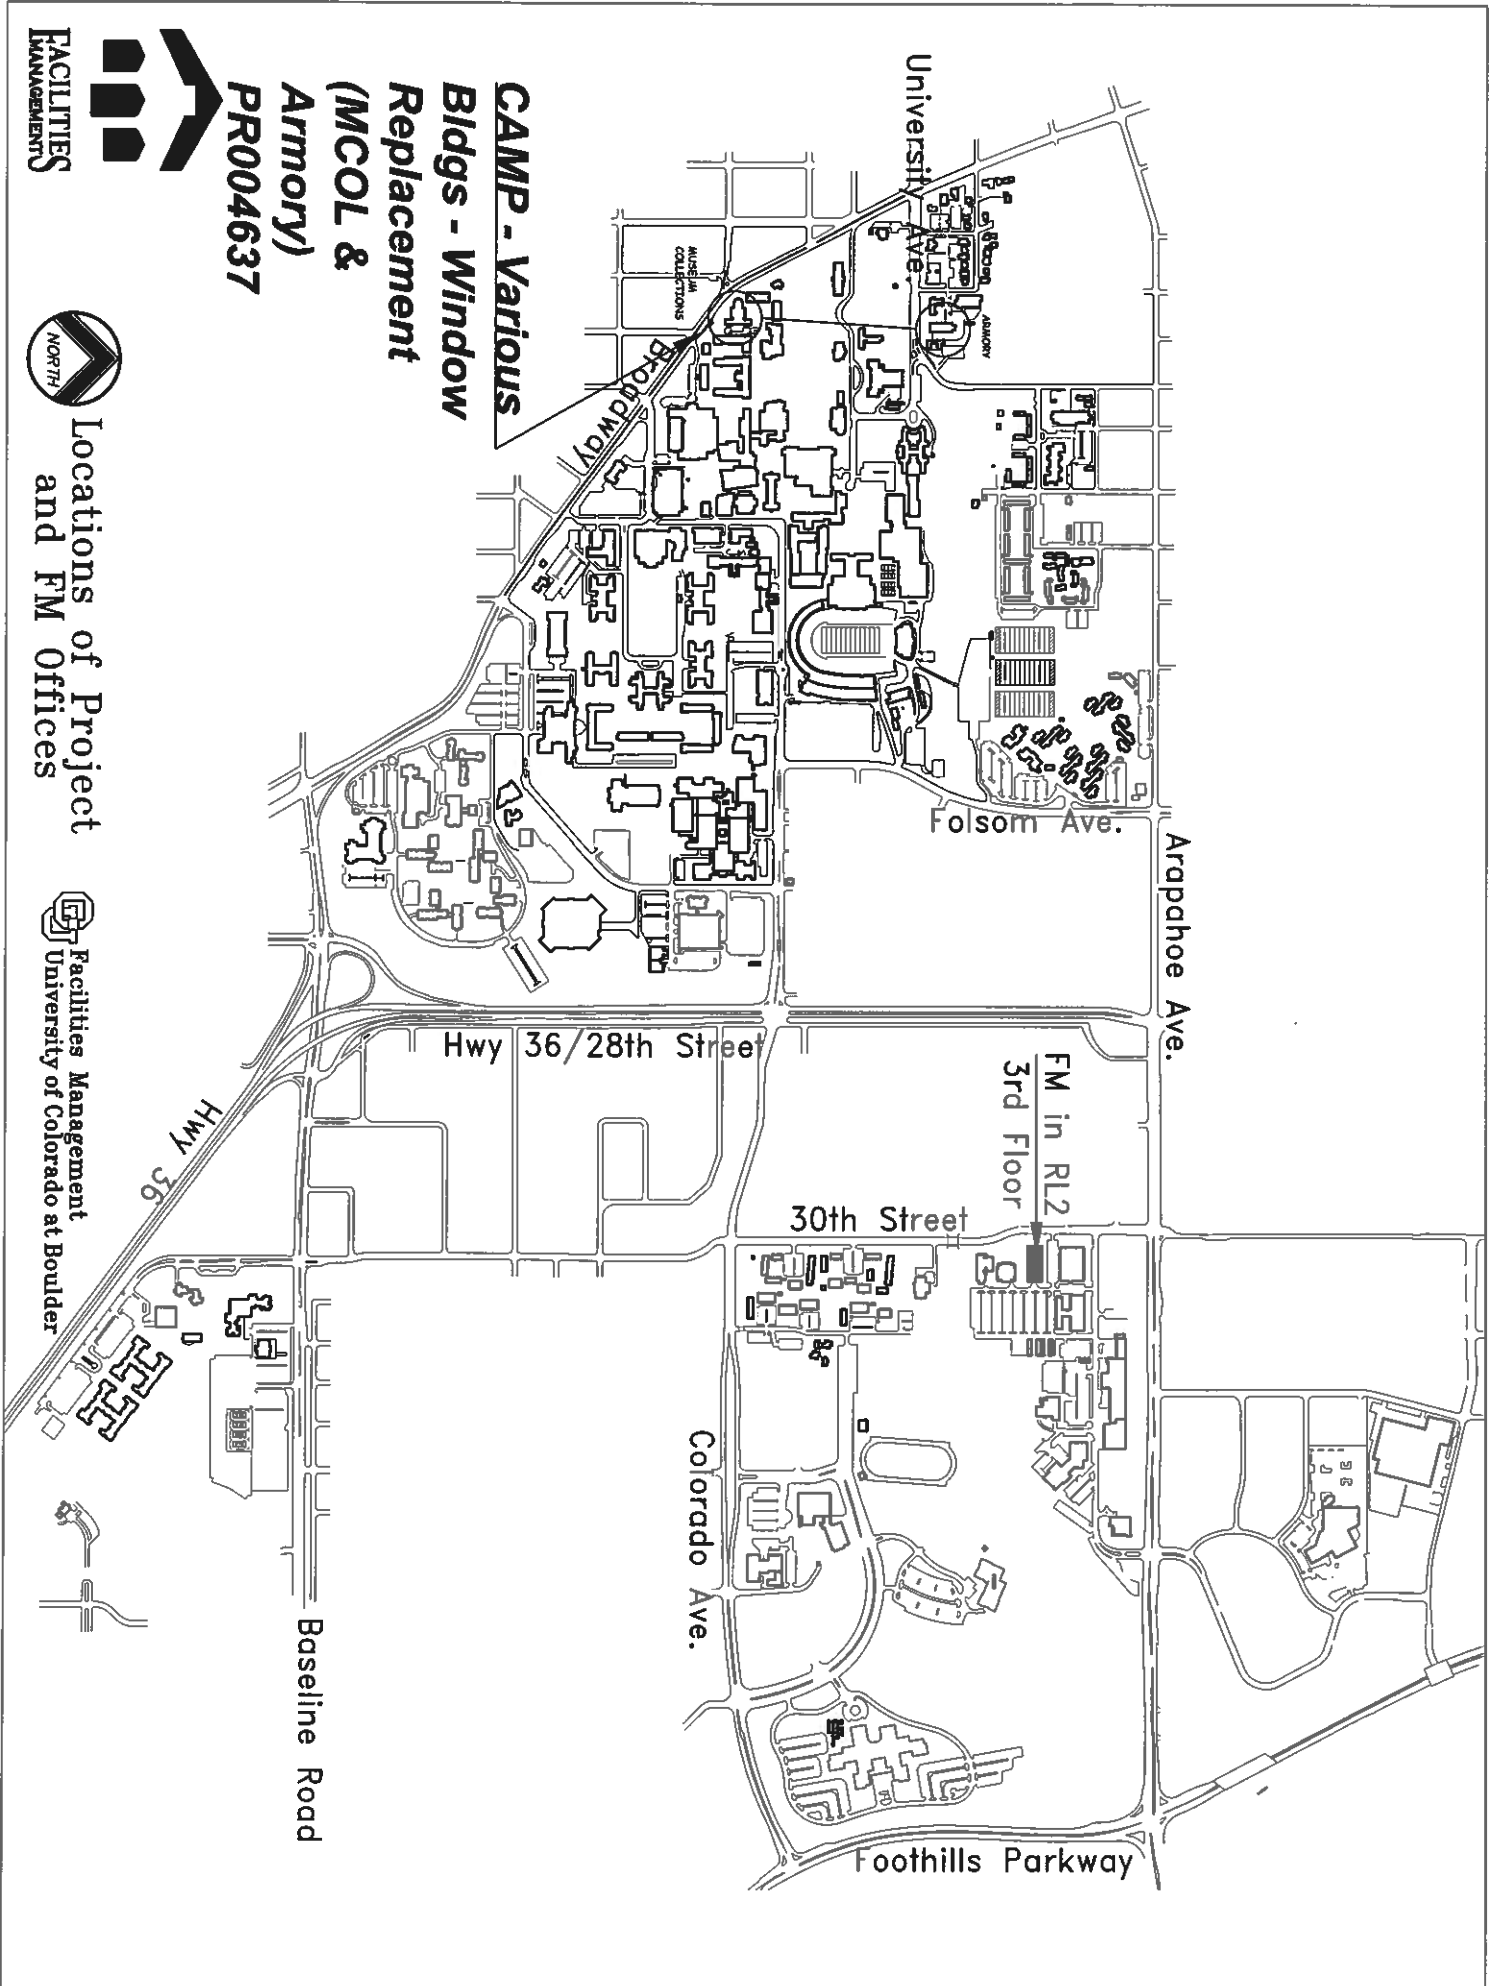 CAMP - Various
Bldgs - Window
Replacement
(MCOL &
Armory)
PR004637
FACILITIES
MANAGEMENT
NORTH
Locations of Project
and FM Offices
CU
Facilities Management
University of Colorado at Boulder
University Ave.
ARMORY
MUSEUM
COLLECTIONS
Broadway
Folsom Ave.
Arapahoe Ave.
Hwy 36/28th Street
FM in RL2
3rd Floor
30th Street
Hwy 36
Colorado Ave.
Baseline Road
Foothills Parkway